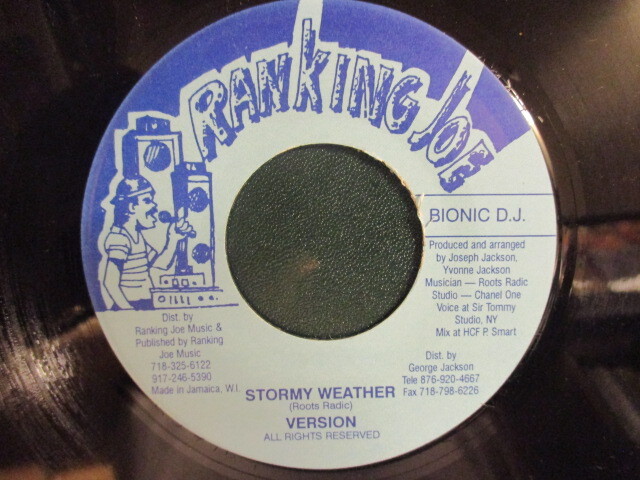 RANKING JOE
BIONIC D.J.
Produced and arranged
by Joseph Jackson,
Yvonne Jackson
Musician — Roots Radic
Studio — Chanel One
Voice at Sir Tommy
Studio, NY
Mix at HCF P. Smart
Dist. by
George Jackson
Tele 876-920-4667
Fax 718-798-6226
Dist. by
Ranking Joe Music &
Published by Ranking
Joe Music
718-325-6122
917-246-5390
Made in Jamaica, W.I.
STORMY WEATHER
(Roots Radic)
VERSION
ALL RIGHTS RESERVED